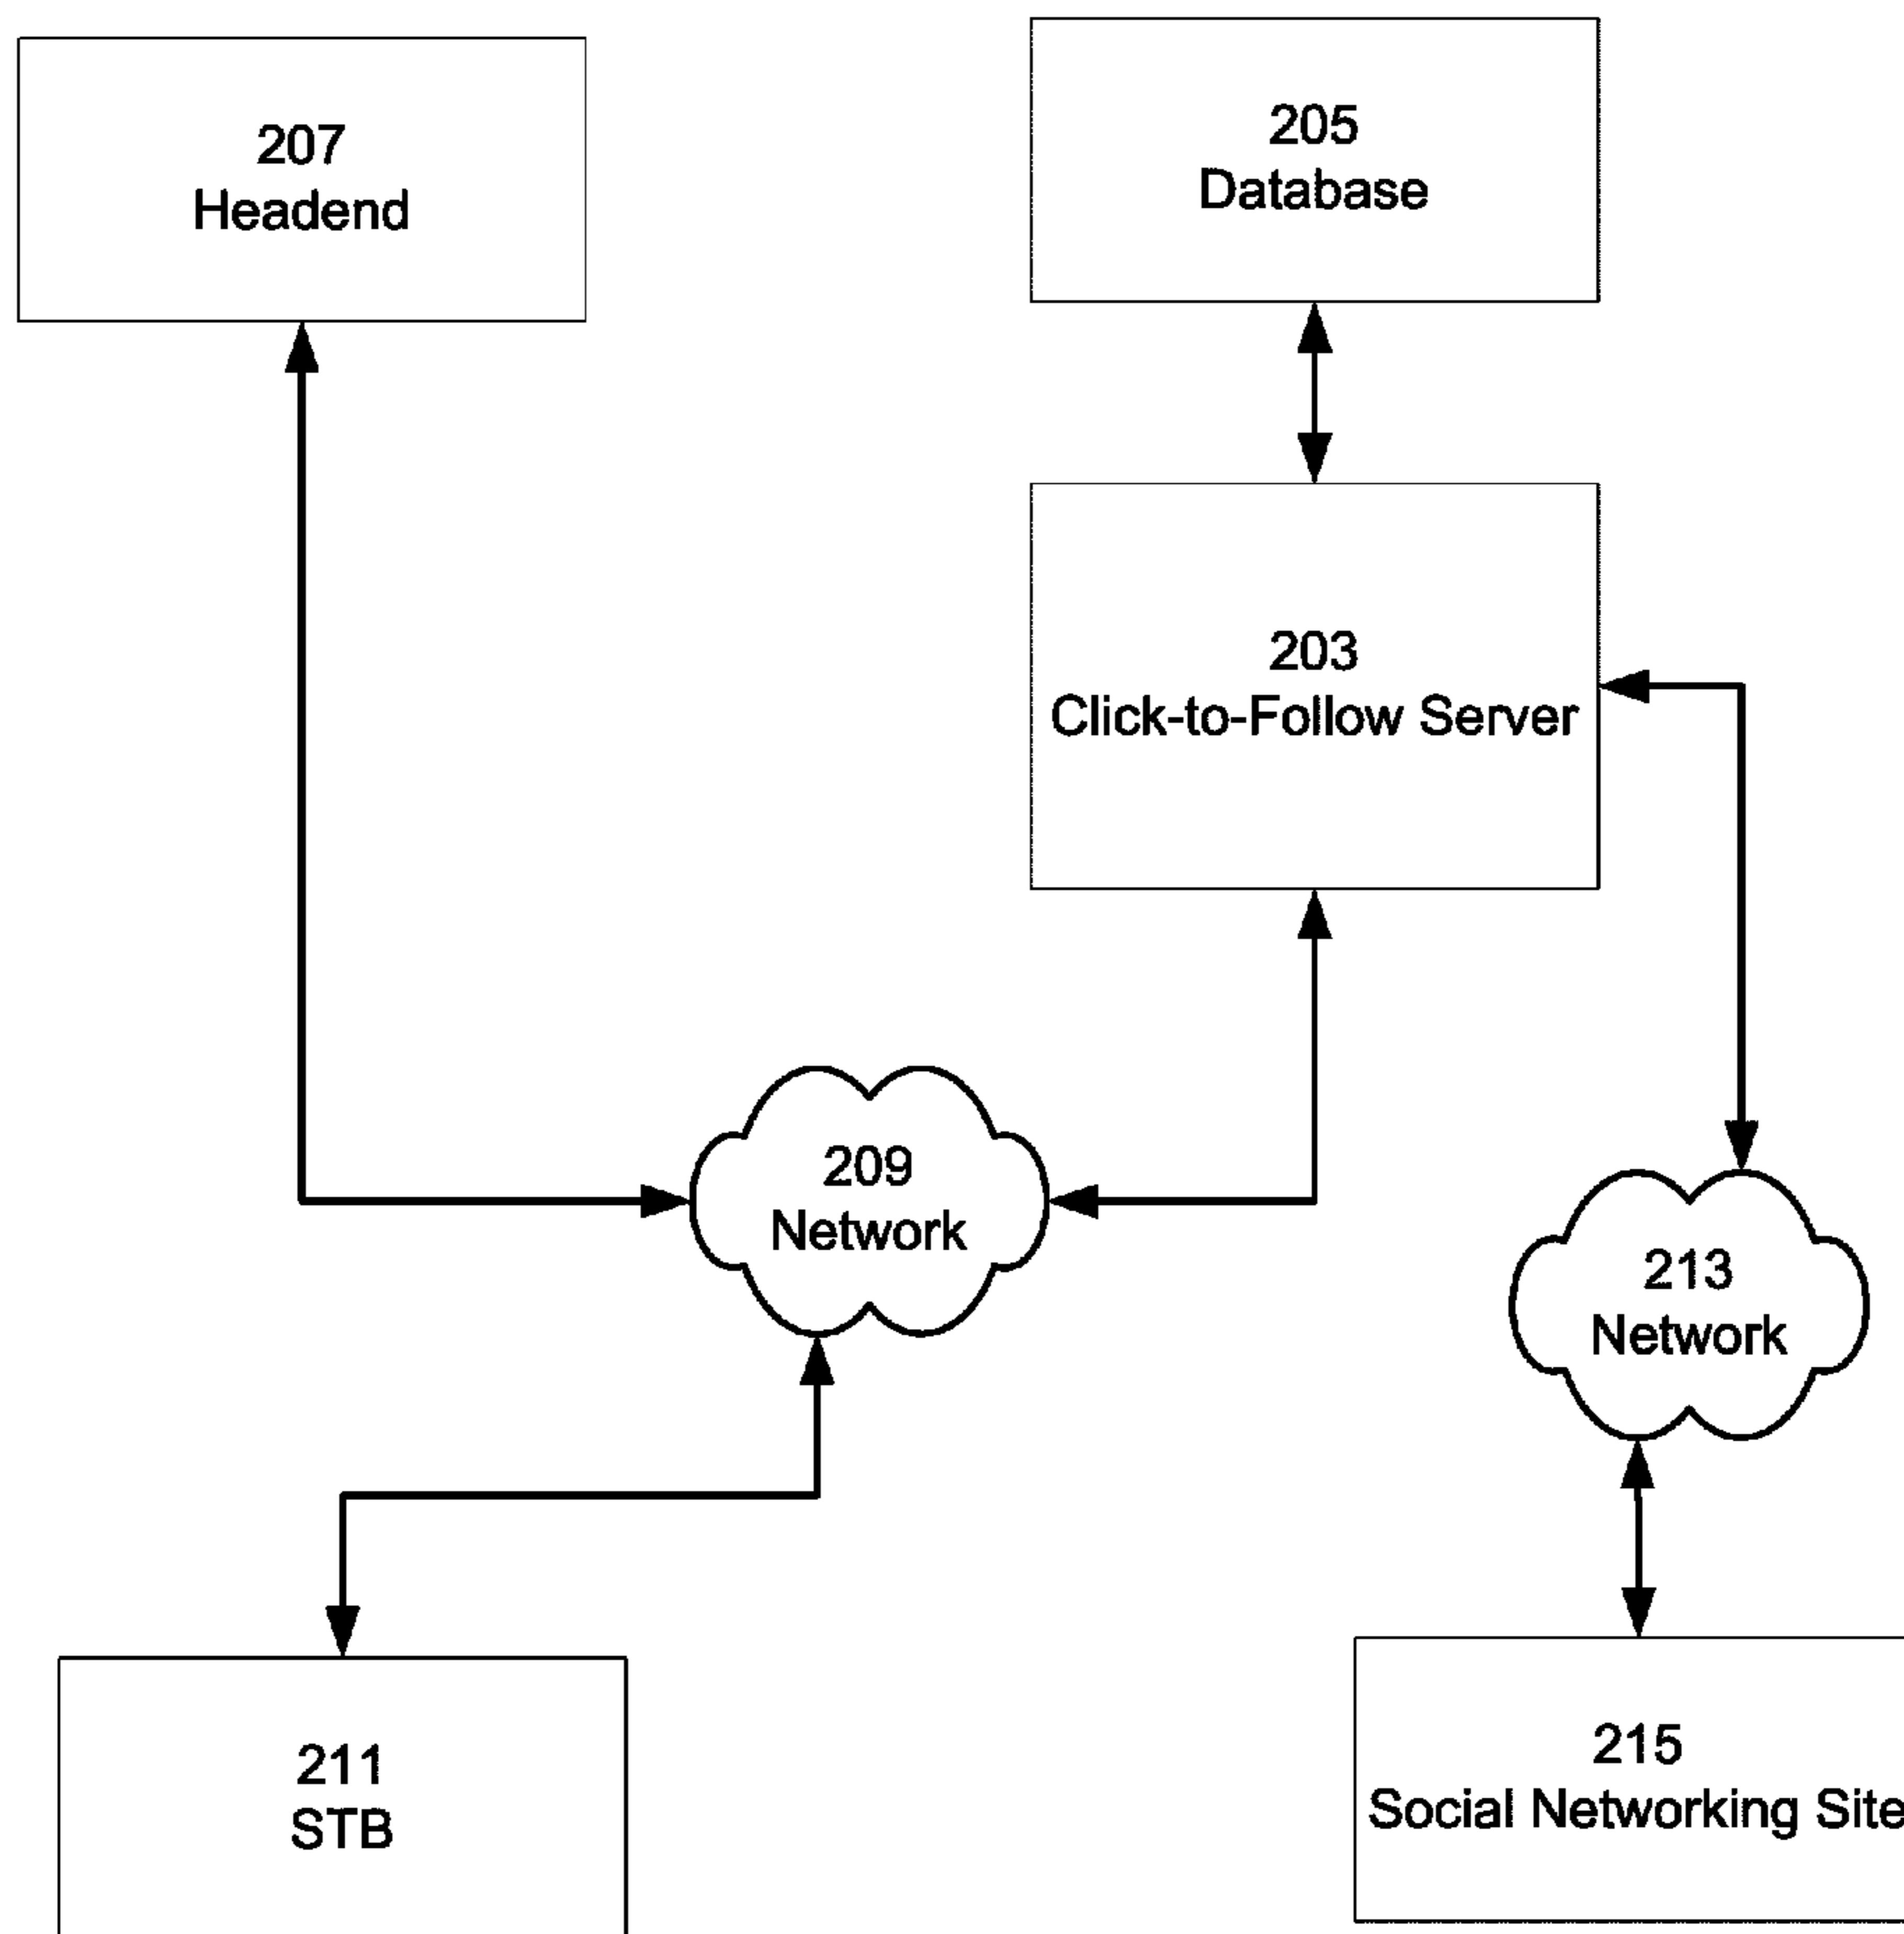 207
Headend
205
Database
203
Click-to-Follow Server
209
Network
213
Network
211
STB
215
Social Networking Site